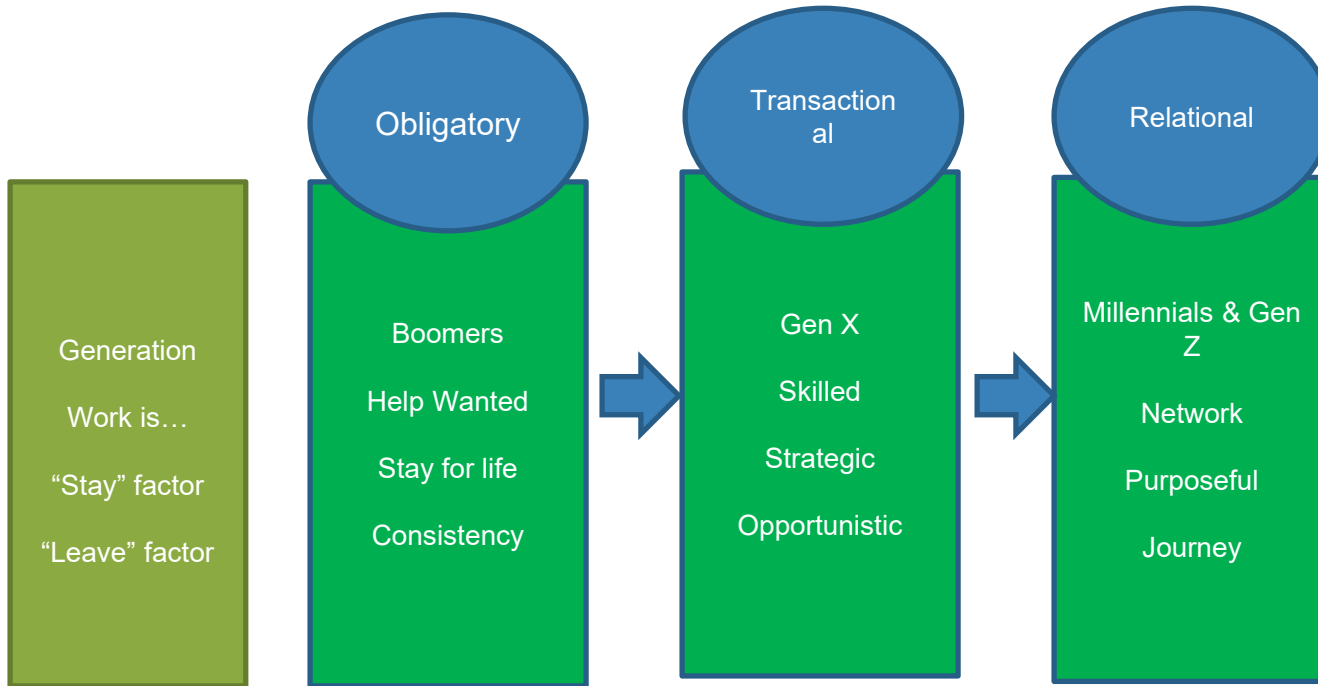 Obligatory
Transaction
al
Relational
Generation
Work is…
“Stay” factor
“Leave” factor
Boomers
Help Wanted
Stay for life
Consistency
Gen X
Skilled
Strategic
Opportunistic
Millennials & Gen
Z
Network
Purposeful
Journey